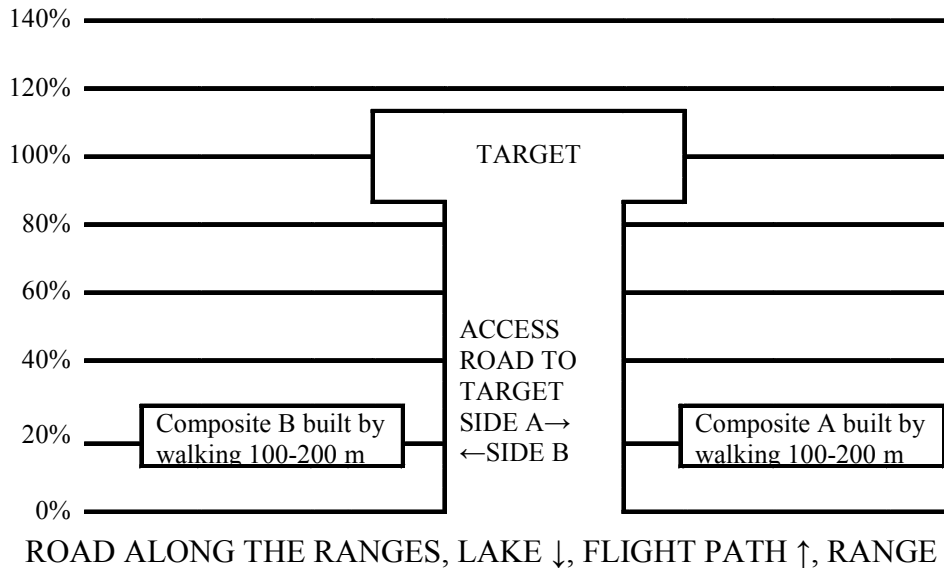 140%
120%
100%
TARGET
80%
60%
ACCESS
ROAD TO
TARGET
SIDE A→
←SIDE B
40%
20%
Composite B built by
walking 100-200 m
Composite A built by
walking 100-200 m
0%
ROAD ALONG THE RANGES, LAKE ↓, FLIGHT PATH ↑, RANGE